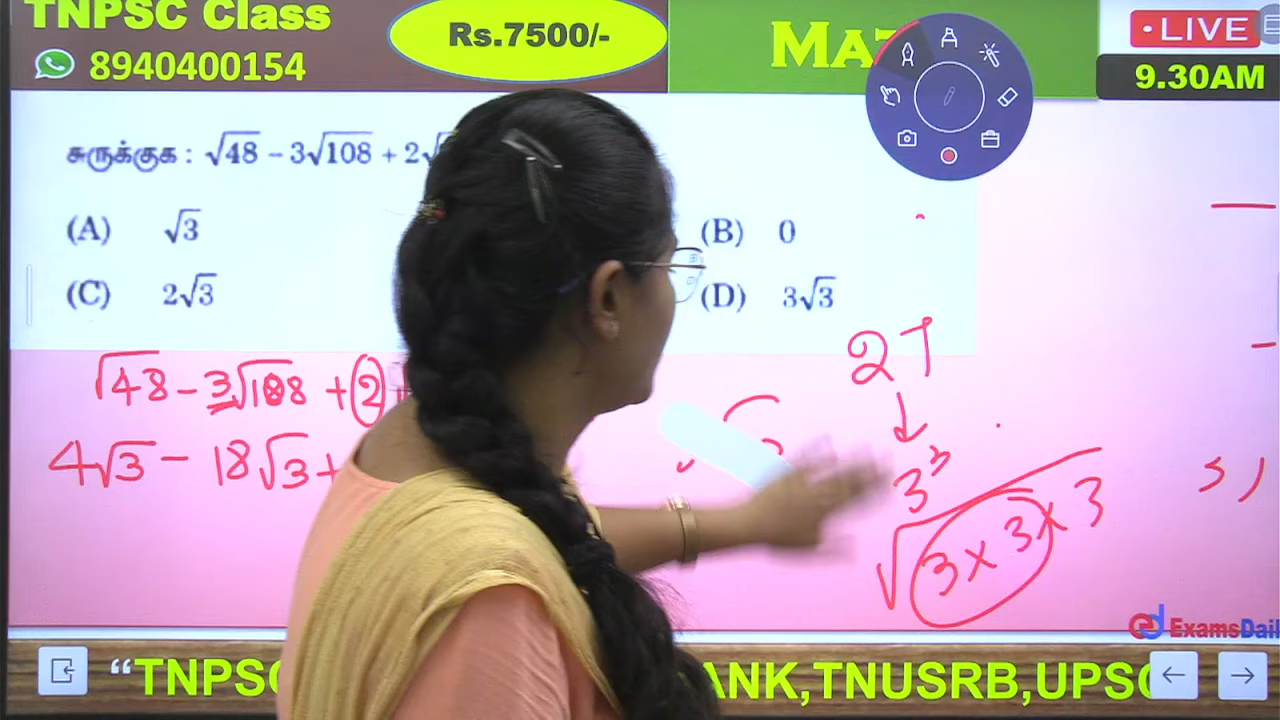 TNPSC Class
8940400154
Rs.7500/-
LIVE
9.30AM
சுருக்குக : √48 – 3√108 + 2√
(A) √3
(B) 0
(C) 2√3
(D) 3√3
√48 – 3√108 + 2
4√3 – 18√3 +
27
↓
3³
√3×3×3
ExamsDail
“TNPSC ANK,TNUSRB,UPSC